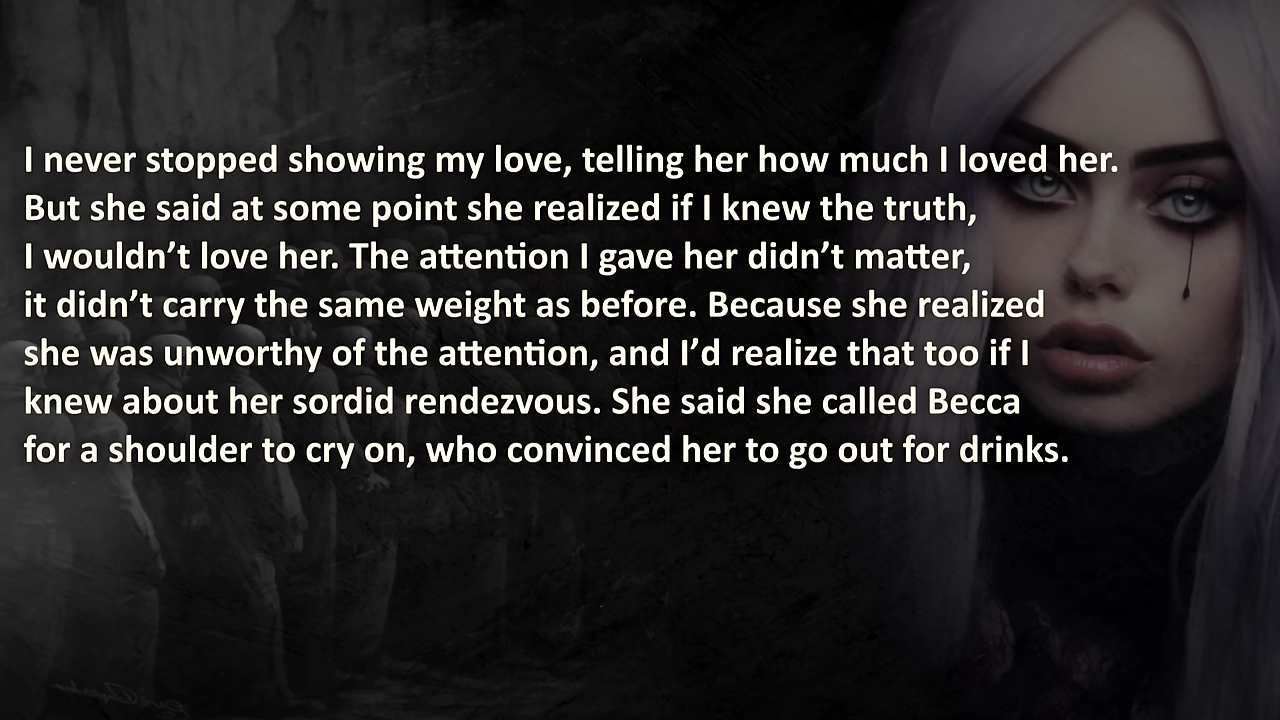 I never stopped showing my love, telling her how much I loved her.
But she said at some point she realized if I knew the truth,
I wouldn’t love her. The attention I gave her didn’t matter,
it didn’t carry the same weight as before. Because she realized
she was unworthy of the attention, and I’d realize that too if I
knew about her sordid rendezvous. She said she called Becca
for a shoulder to cry on, who convinced her to go out for drinks.